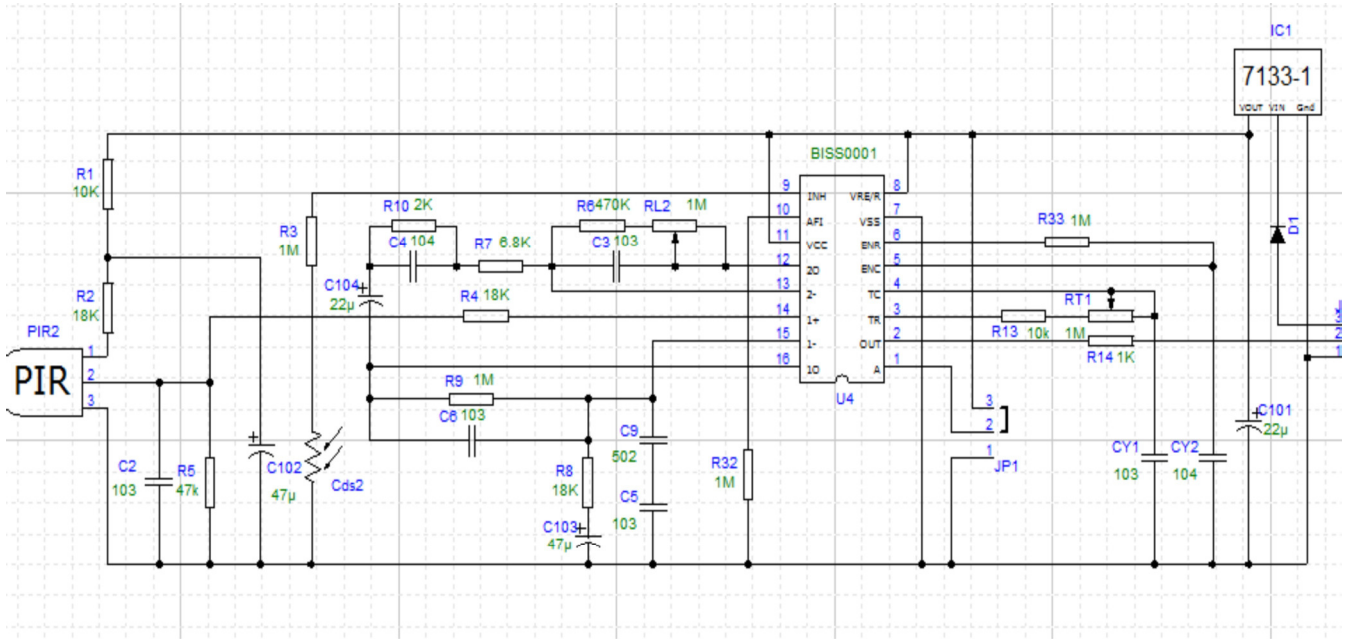 IC1
7133-1
VOUT VIN Gnd
BISS0001
R1
10K
R3
1M
R10 2K
C4 104
R7 6.8K
R6 470K
RL2 1M
C3 103
9 INH
10 AFI
11 VCC
12 2O
13 2-
14 1+
15 1-
16 1O
VRE/R 8
VSS 7
ENR 6
ENC 5
TC 4
TR 3
OUT 2
A 1
U4
R33 1M
D1
C104
+
22µ
R4 18K
R2
18K
RT1
1M
R13 10k
R14 1K
3
2
1
PIR2
PIR
1
2
3
R9 1M
C6 103
C9
502
R8
18K
C5
103
C103
+
47µ
R32
1M
3
2
1
JP1
C101
+
22µ
CY1
103
CY2
104
C2
103
R5
47k
+
C102
47µ
Cds2